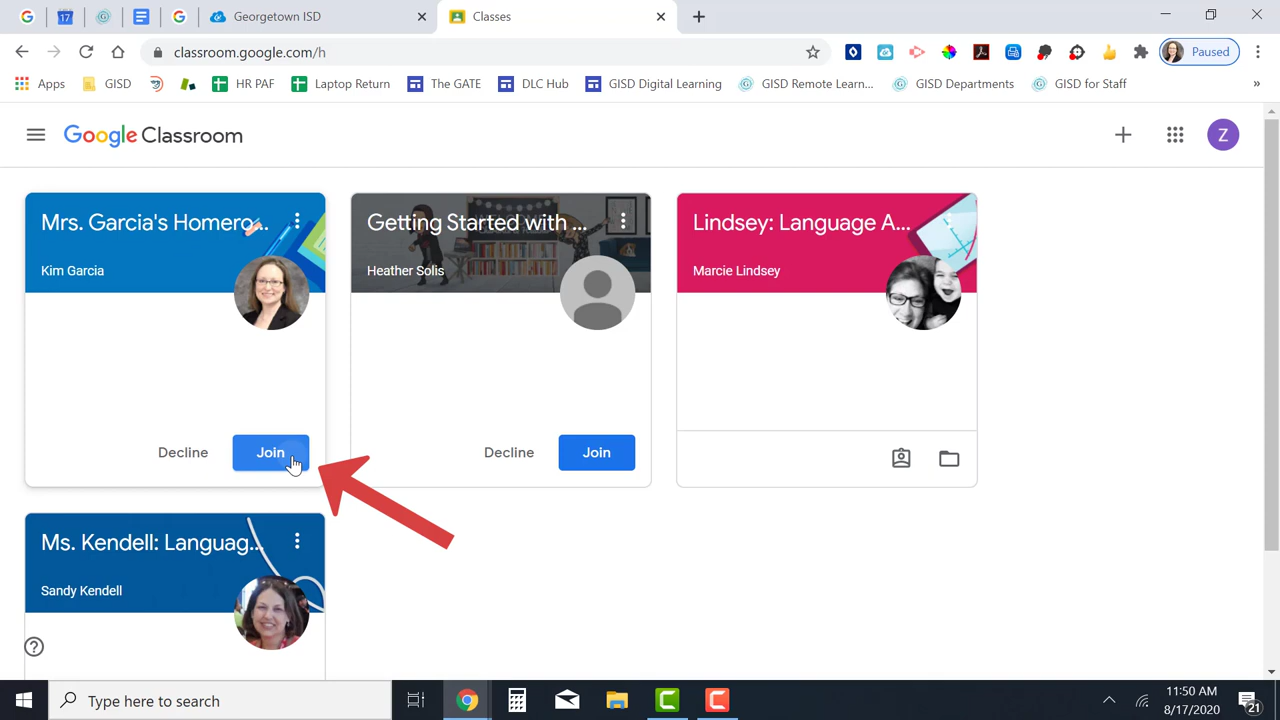 Georgetown ISD
Classes
classroom.google.com/h
Paused
Apps
GISD
HR PAF
Laptop Return
The GATE
DLC Hub
GISD Digital Learning
GISD Remote Learn...
GISD Departments
GISD for Staff
»
Google Classroom
Z
Mrs. Garcia's Homero...
Kim Garcia
Decline
Join
Getting Started with ...
Heather Solis
Decline
Join
Lindsey: Language A...
Marcie Lindsey
Ms. Kendell: Languag...
Sandy Kendell
Type here to search
11:50 AM
8/17/2020
21